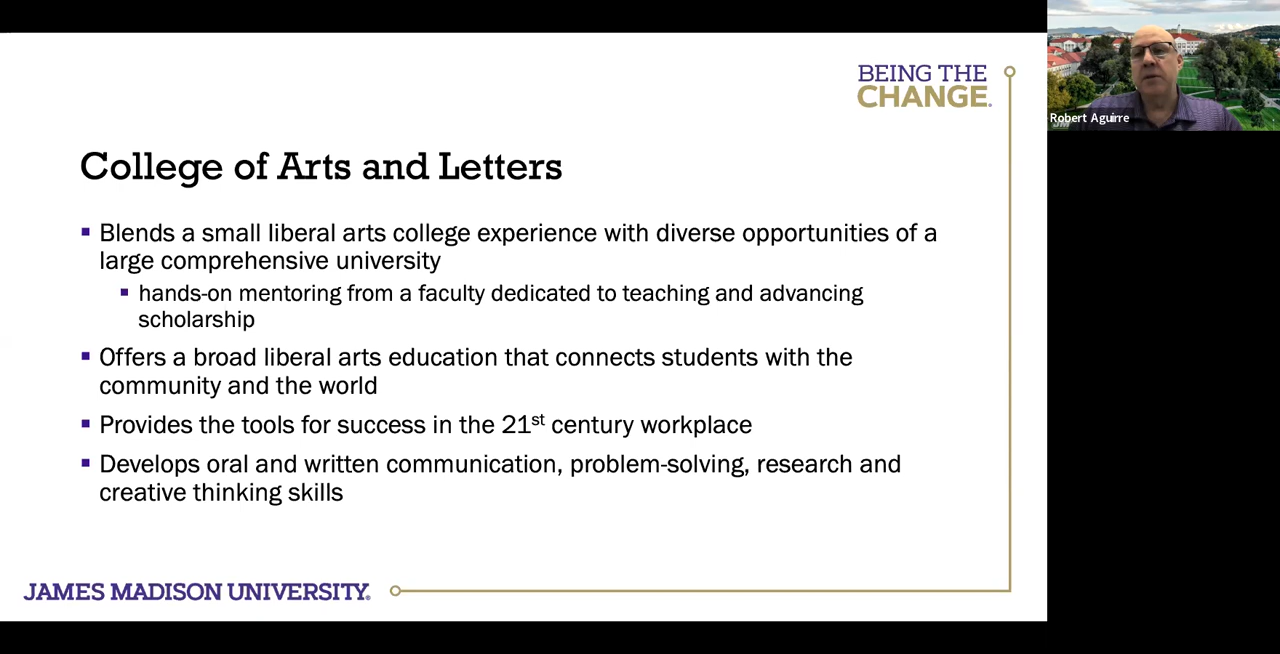 BEING THE
CHANGE.
College of Arts and Letters
▪ Blends a small liberal arts college experience with diverse opportunities of a
large comprehensive university
▪ hands-on mentoring from a faculty dedicated to teaching and advancing
scholarship
▪ Offers a broad liberal arts education that connects students with the
community and the world
▪ Provides the tools for success in the 21st century workplace
▪ Develops oral and written communication, problem-solving, research and
creative thinking skills
JAMES MADISON UNIVERSITY®
Robert Aguirre